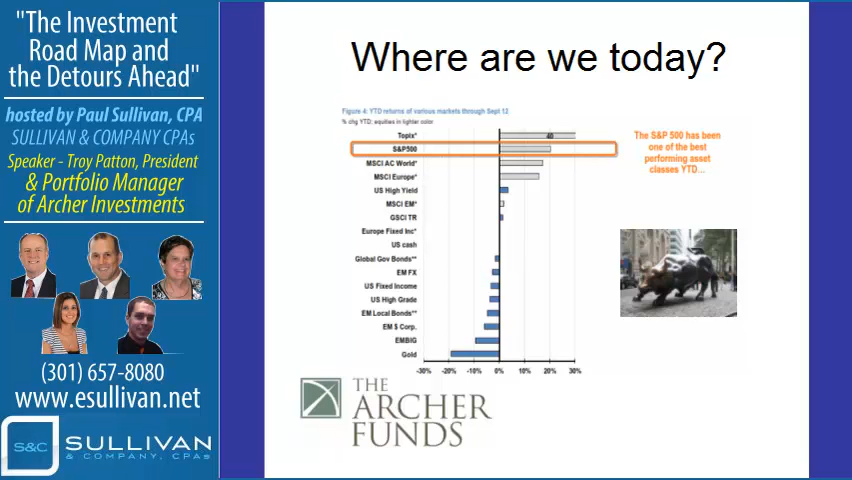 "The Investment
Road Map and
the Detours Ahead"
hosted by Paul Sullivan, CPA
SULLIVAN & COMPANY CPAs
Speaker - Troy Patton, President
& Portfolio Manager
of Archer Investments
(301) 657-8080
www.esullivan.net
S&C
SULLIVAN
& COMPANY, CPAs
Where are we today?
Figure 4: YTD returns of various markets through Sept 12
% chg YTD; equities in lighter color
Topix*
40
S&P500
MSCI AC World*
MSCI Europe*
US High Yield
MSCI EM*
GSCI TR
Europe Fixed Inc*
US cash
Global Gov Bonds**
EM FX
US Fixed Income
US High Grade
EM Local Bonds**
EM $ Corp.
EMBIG
Gold
-30% -20% -10% 0% 10% 20% 30%
The S&P 500 has been
one of the best
performing asset
classes YTD...
THE
ARCHER
FUNDS